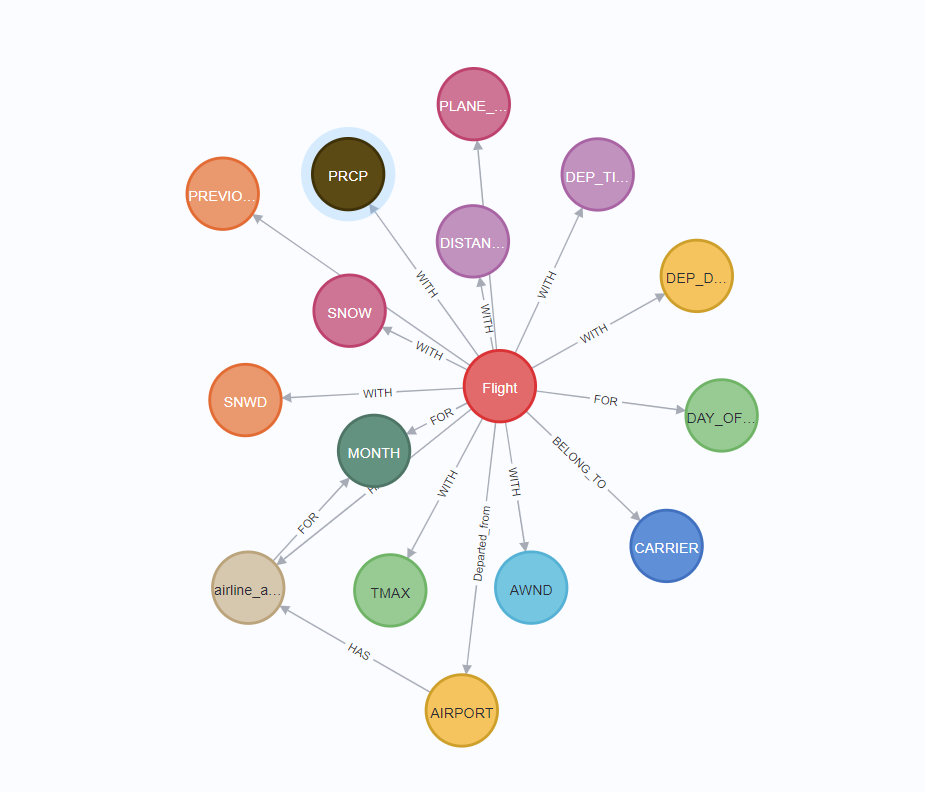 PLANE_...
PRCP
DEP_TI...
PREVIO...
DISTAN...
DEP_D...
WITH
WITH
SNOW
WITH
WITH
WITH
Flight
SNWD
WITH
FOR
DAY_OF...
FOR
MONTH
BELONG_TO
WITH
WITH
FOR
Departed_from
CARRIER
airline_a...
TMAX
AWND
HAS
AIRPORT